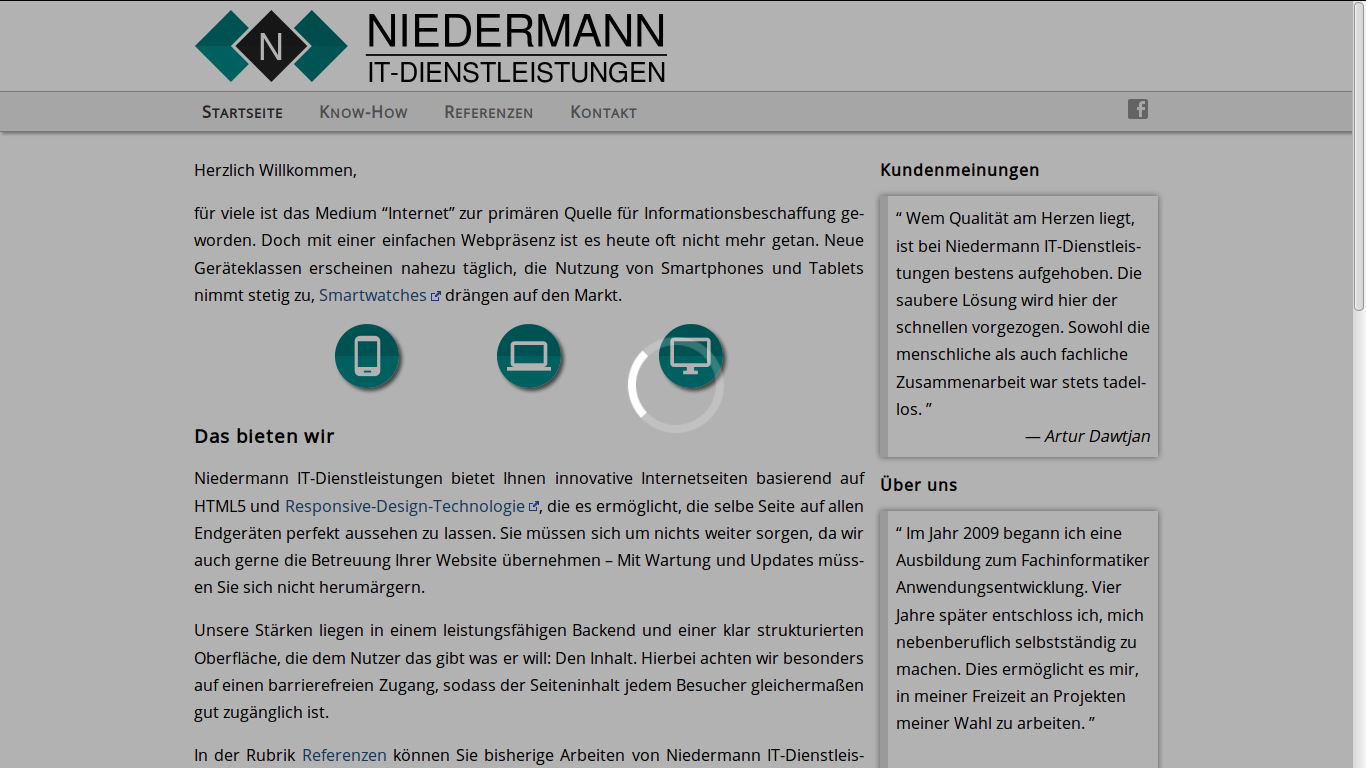 N
NIEDERMANN
IT-DIENSTLEISTUNGEN
Startseite Know-How Referenzen Kontakt
Herzlich Willkommen,
für viele ist das Medium “Internet” zur primären Quelle für Informationsbeschaffung ge-
worden. Doch mit einer einfachen Webpräsenz ist es heute oft nicht mehr getan. Neue
Geräteklassen erscheinen nahezu täglich, die Nutzung von Smartphones und Tablets
nimmt stetig zu, Smartwatches drängen auf den Markt.
Das bieten wir
Niedermann IT-Dienstleistungen bietet Ihnen innovative Internetseiten basierend auf
HTML5 und Responsive-Design-Technologie, die es ermöglicht, die selbe Seite auf allen
Endgeräten perfekt aussehen zu lassen. Sie müssen sich um nichts weiter sorgen, da wir
auch gerne die Betreuung Ihrer Website übernehmen – Mit Wartung und Updates müss-
en Sie sich nicht herumärgern.
Unsere Stärken liegen in einem leistungsfähigen Backend und einer klar strukturierten
Oberfläche, die dem Nutzer das gibt was er will: Den Inhalt. Hierbei achten wir besonders
auf einen barrierefreien Zugang, sodass der Seiteninhalt jedem Besucher gleichermaßen
gut zugänglich ist.
In der Rubrik Referenzen können Sie bisherige Arbeiten von Niedermann IT-Dienstleis-
Kundenmeinungen
“ Wem Qualität am Herzen liegt,
ist bei Niedermann IT-Dienstleis-
tungen bestens aufgehoben. Die
saubere Lösung wird hier der
schnellen vorgezogen. Sowohl die
menschliche als auch fachliche
Zusammenarbeit war stets tadel-
los. ”
— Artur Dawtjan
Über uns
“ Im Jahr 2009 begann ich eine
Ausbildung zum Fachinformatiker
Anwendungsentwicklung. Vier
Jahre später entschloss ich, mich
nebenberuflich selbstständig zu
machen. Dies ermöglicht es mir,
in meiner Freizeit an Projekten
meiner Wahl zu arbeiten. ”